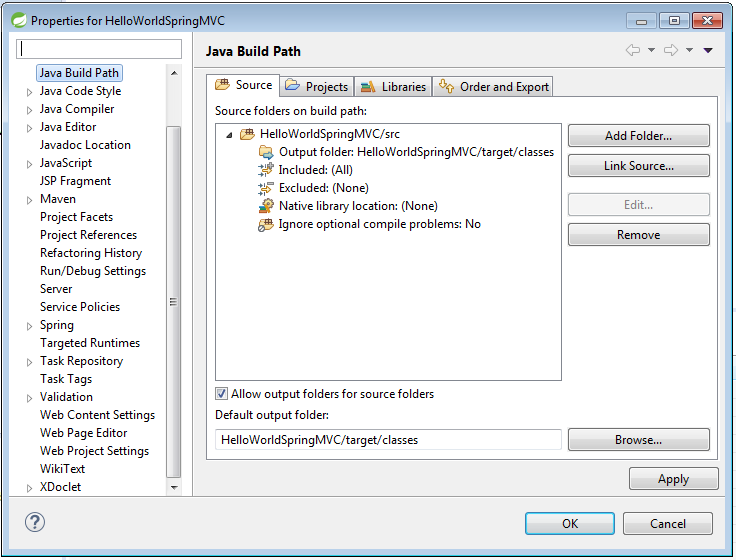 Properties for HelloWorldSpringMVC
Java Build Path
Java Code Style
Java Compiler
Java Editor
Javadoc Location
JavaScript
JSP Fragment
Maven
Project Facets
Project References
Refactoring History
Run/Debug Settings
Server
Service Policies
Spring
Targeted Runtimes
Task Repository
Task Tags
Validation
Web Content Settings
Web Page Editor
Web Project Settings
WikiText
XDoclet
Java Build Path
Source Projects Libraries Order and Export
Source folders on build path:
HelloWorldSpringMVC/src
Output folder: HelloWorldSpringMVC/target/classes
Included: (All)
Excluded: (None)
Native library location: (None)
Ignore optional compile problems: No
Add Folder...
Link Source...
Edit...
Remove
Allow output folders for source folders
Default output folder:
HelloWorldSpringMVC/target/classes
Browse...
Apply
?
OK
Cancel